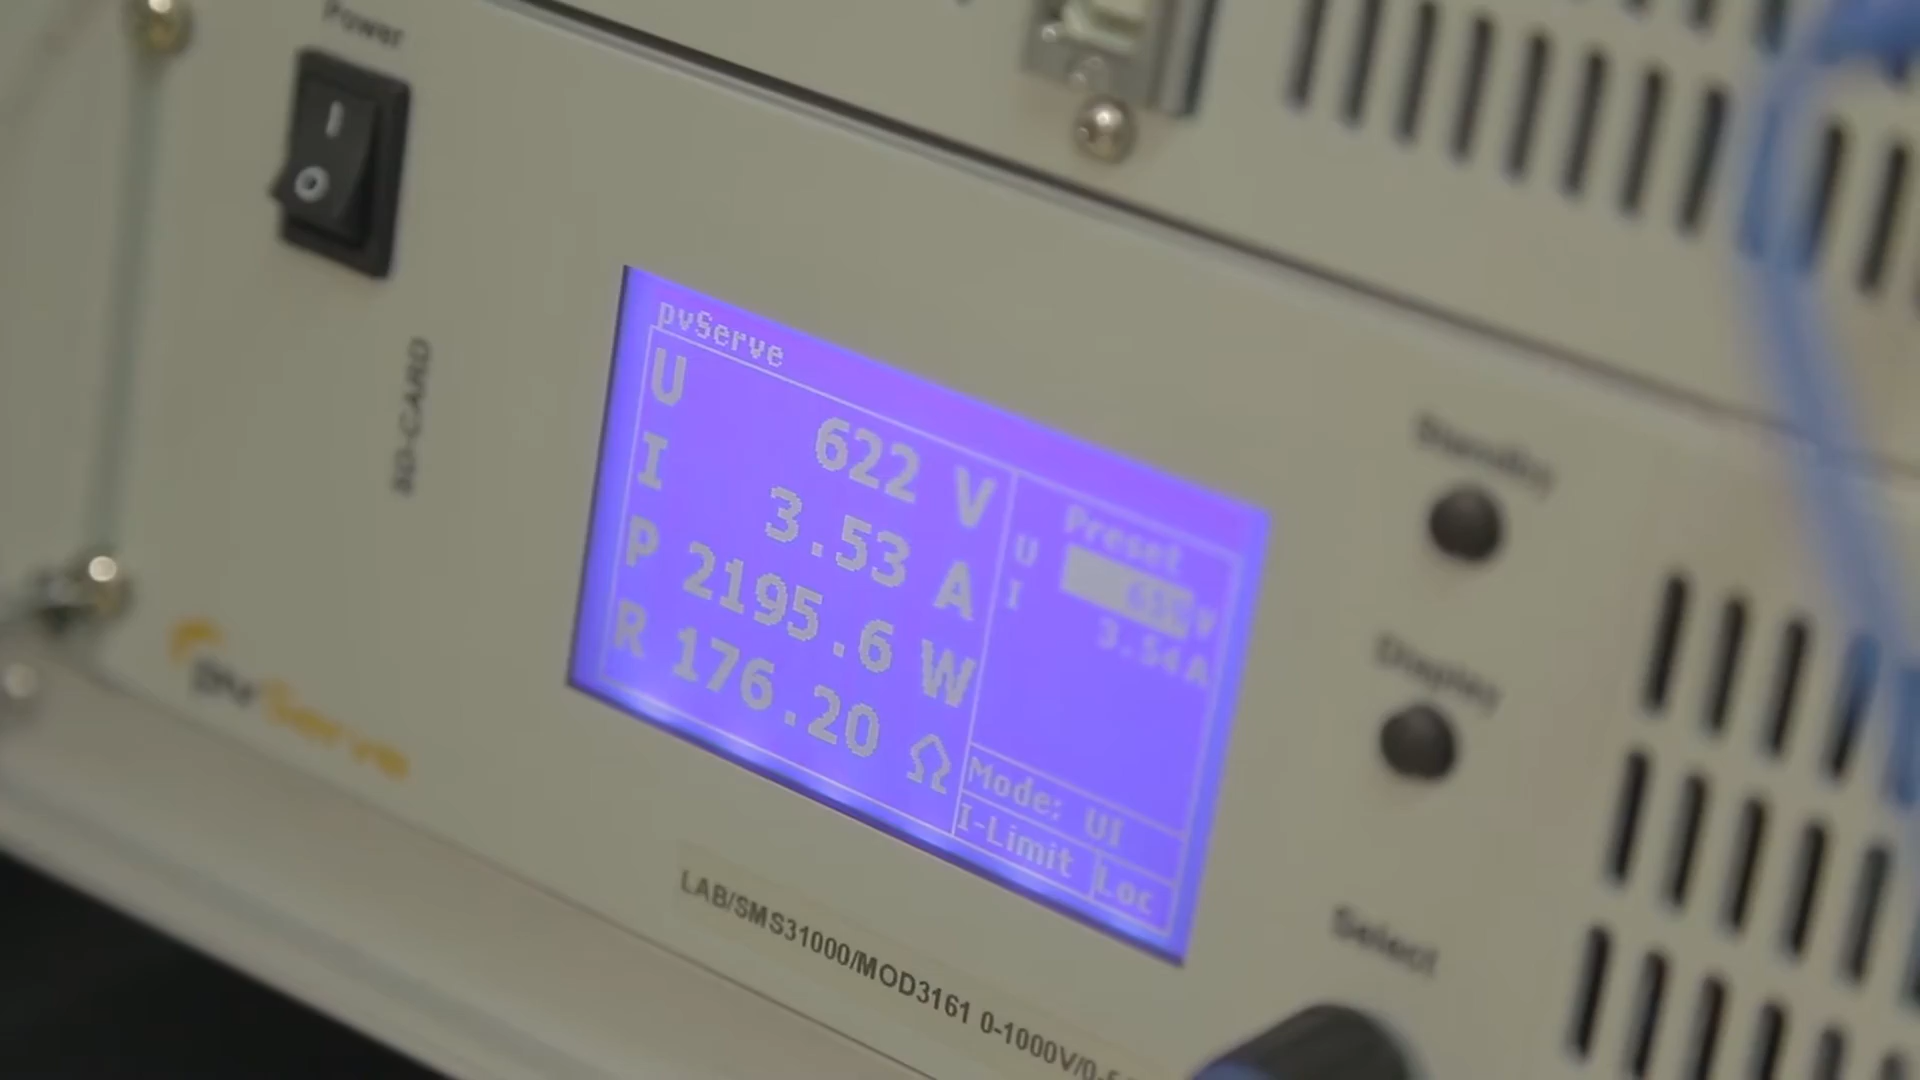 Power
SD-CARD
pvServe
U 622 V
I 3.53 A
P 2195.6 W
R 176.20 Ω
Preset
U V
I 3.54 A
Mode: UI
I-Limit Loc
Standby
Display
Select
pvServe
LAB/SMS31000/MOD3161 0-1000V/0-